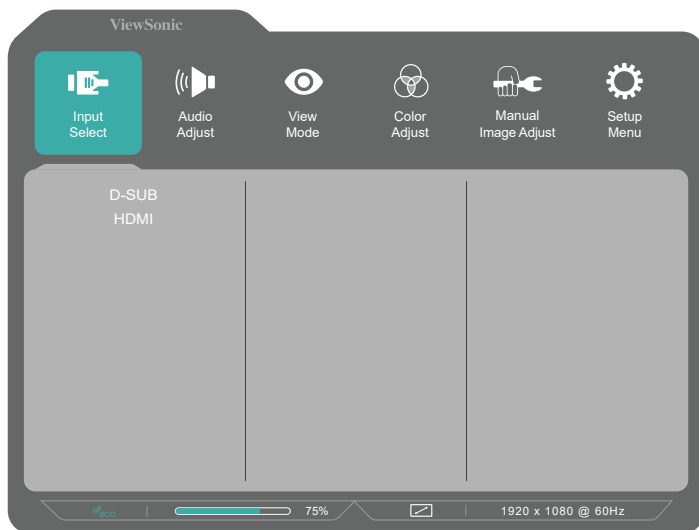 ViewSonic
Input
Select
Audio
Adjust
View
Mode
Color
Adjust
Manual
Image Adjust
Setup
Menu
D-SUB
HDMI
eco
75%
1920 x 1080 @ 60Hz